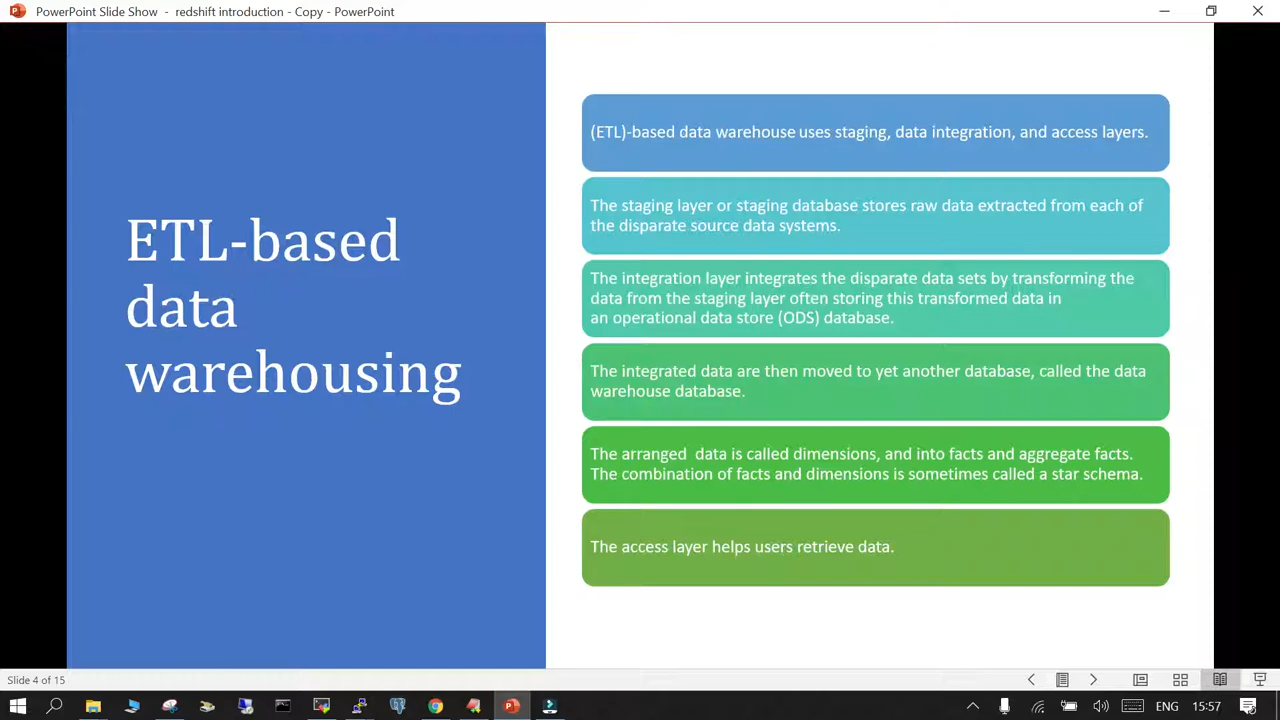 PowerPoint Slide Show - redshift introduction - Copy - PowerPoint
ETL-based
data
warehousing
(ETL)-based data warehouse uses staging, data integration, and access layers.
The staging layer or staging database stores raw data extracted from each of
the disparate source data systems.
The integration layer integrates the disparate data sets by transforming the
data from the staging layer often storing this transformed data in
an operational data store (ODS) database.
The integrated data are then moved to yet another database, called the data
warehouse database.
The arranged data is called dimensions, and into facts and aggregate facts.
The combination of facts and dimensions is sometimes called a star schema.
The access layer helps users retrieve data.
Slide 4 of 15
ENG
15:57